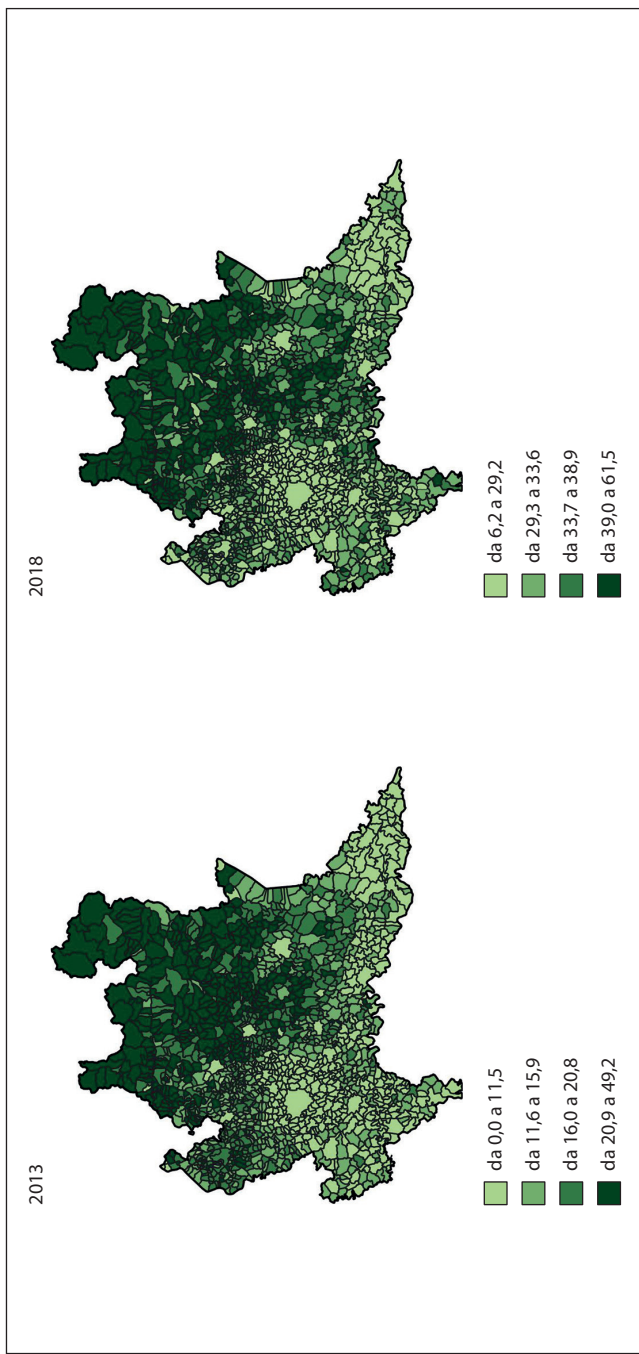 2013
da 0,0 a 11,5
da 11,6 a 15,9
da 16,0 a 20,8
da 20,9 a 49,2
2018
da 6,2 a 29,2
da 29,3 a 33,6
da 33,7 a 38,9
da 39,0 a 61,5